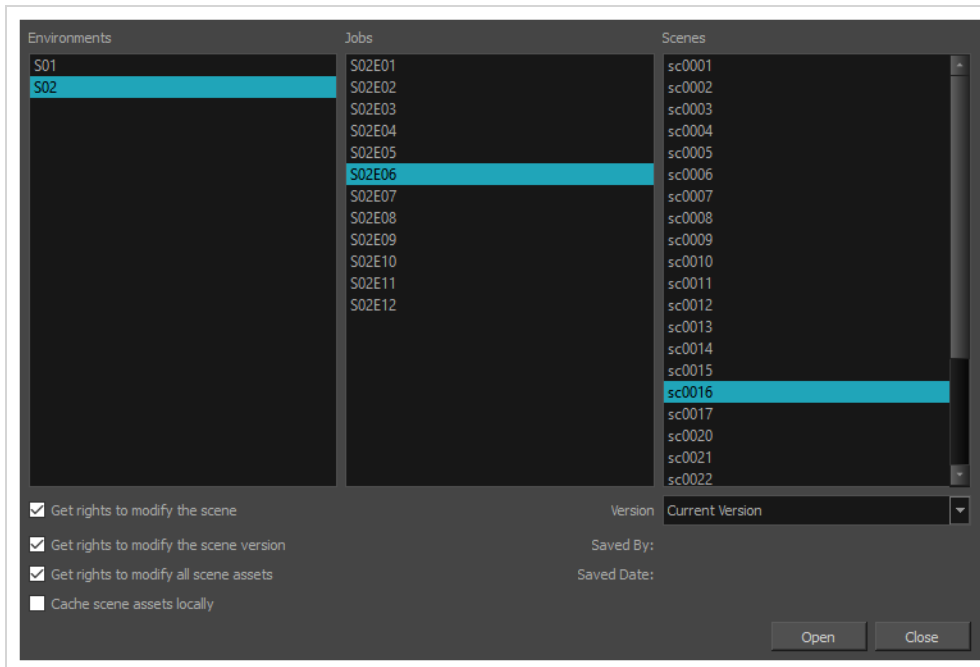 Environments
S01
S02
Jobs
S02E01
S02E02
S02E03
S02E04
S02E05
S02E06
S02E07
S02E08
S02E09
S02E10
S02E11
S02E12
Scenes
sc0001
sc0002
sc0003
sc0004
sc0005
sc0006
sc0007
sc0008
sc0009
sc0010
sc0011
sc0012
sc0013
sc0014
sc0015
sc0016
sc0017
sc0020
sc0021
sc0022
Get rights to modify the scene
Get rights to modify the scene version
Get rights to modify all scene assets
Cache scene assets locally
Version Current Version
Saved By:
Saved Date:
Open Close